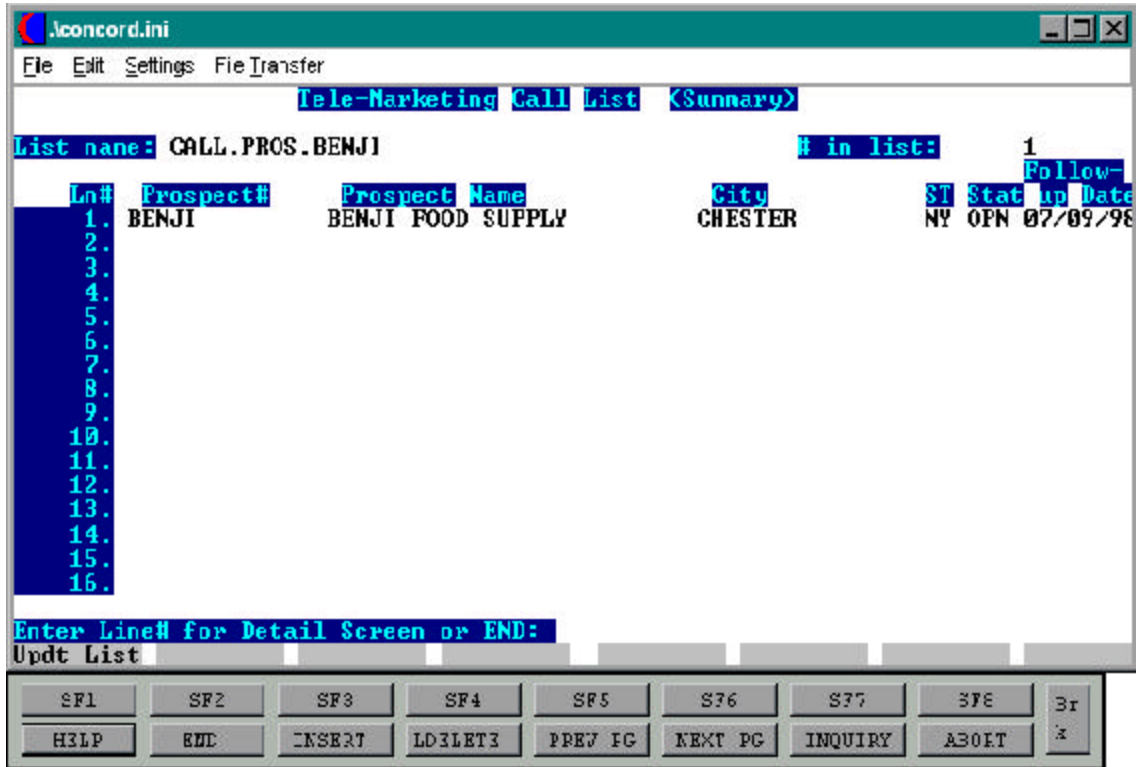 .\concord.ini
File Edit Settings File Transfer
Tele-Marketing Call List <Summary>
List name: CALL.PROS.BENJI # in list: 1
Follow-
Ln# Prospect# Prospect Name City ST Stat up Date
1. BENJI BENJI FOOD SUPPLY CHESTER NY OPN 07/09/98
2.
3.
4.
5.
6.
7.
8.
9.
10.
11.
12.
13.
14.
15.
16.
Enter Line# for Detail Screen or END:
Updt List
SF1 SF2 SF3 SF4 SF5 SF6 SF7 SF8 Br
HELP END INSERT LDELETE PREV PG NEXT PG INQUIRY ABORT k